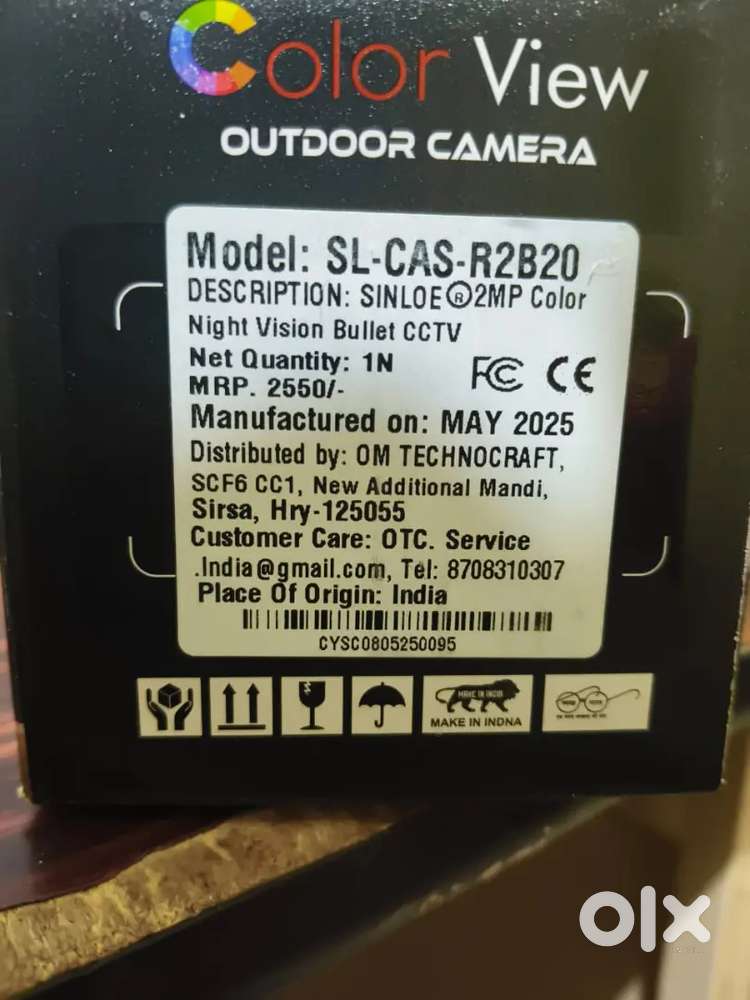 Color View
OUTDOOR CAMERA
Model: SL-CAS-R2B20
DESCRIPTION: SINLOE®2MP Color
Night Vision Bullet CCTV
Net Quantity: 1N
MRP. 2550/-
FC CE
Manufactured on: MAY 2025
Distributed by: OM TECHNOCRAFT,
SCF6 CC1, New Additional Mandi,
Sirsa, Hry-125055
Customer Care: OTC. Service
.India@gmail.com, Tel: 8708310307
Place Of Origin: India
CYSC0805250095
MAKE IN INDIA
MAKE IN INDNA
olx